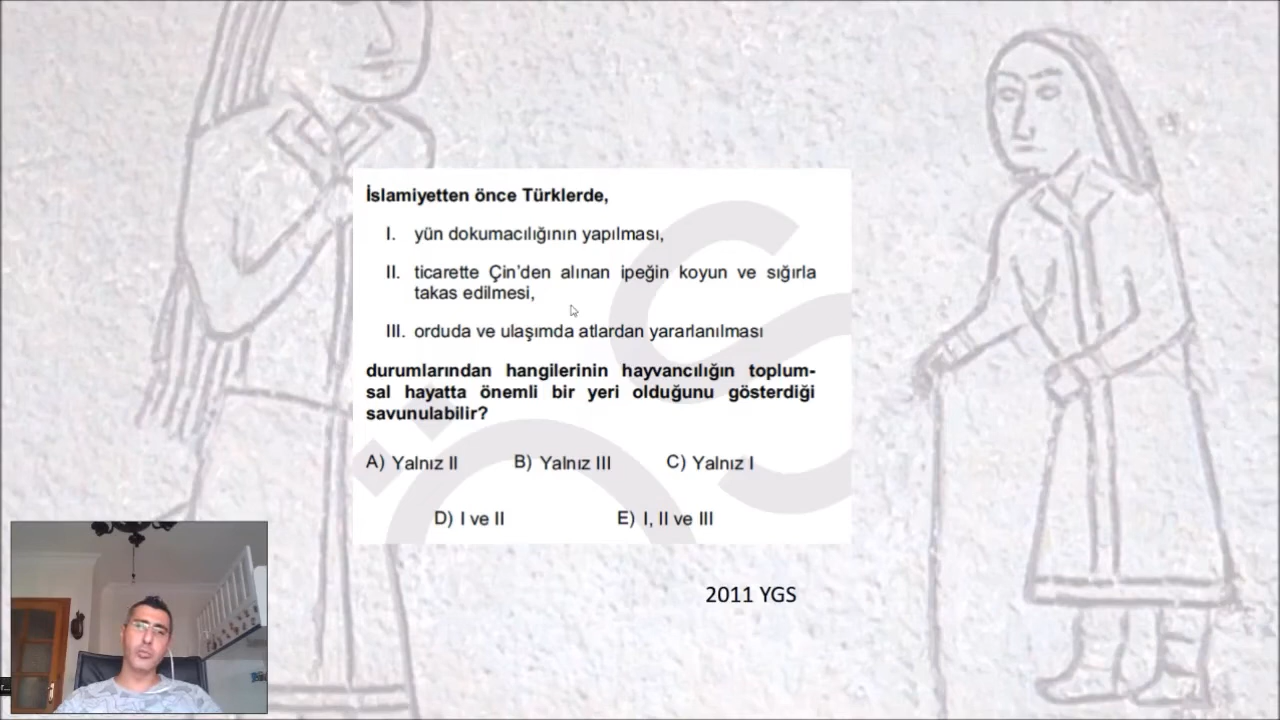 İslamiyetten önce Türklerde,
I. yün dokumacılığının yapılması,
II. ticarette Çin'den alınan ipeğin koyun ve sığırla
takas edilmesi,
III. orduda ve ulaşımda atlardan yararlanılması
durumlarından hangilerinin hayvancılığın toplum-
sal hayatta önemli bir yeri olduğunu gösterdiği
savunulabilir?
A) Yalnız II B) Yalnız III C) Yalnız I
D) I ve II E) I, II ve III
2011 YGS